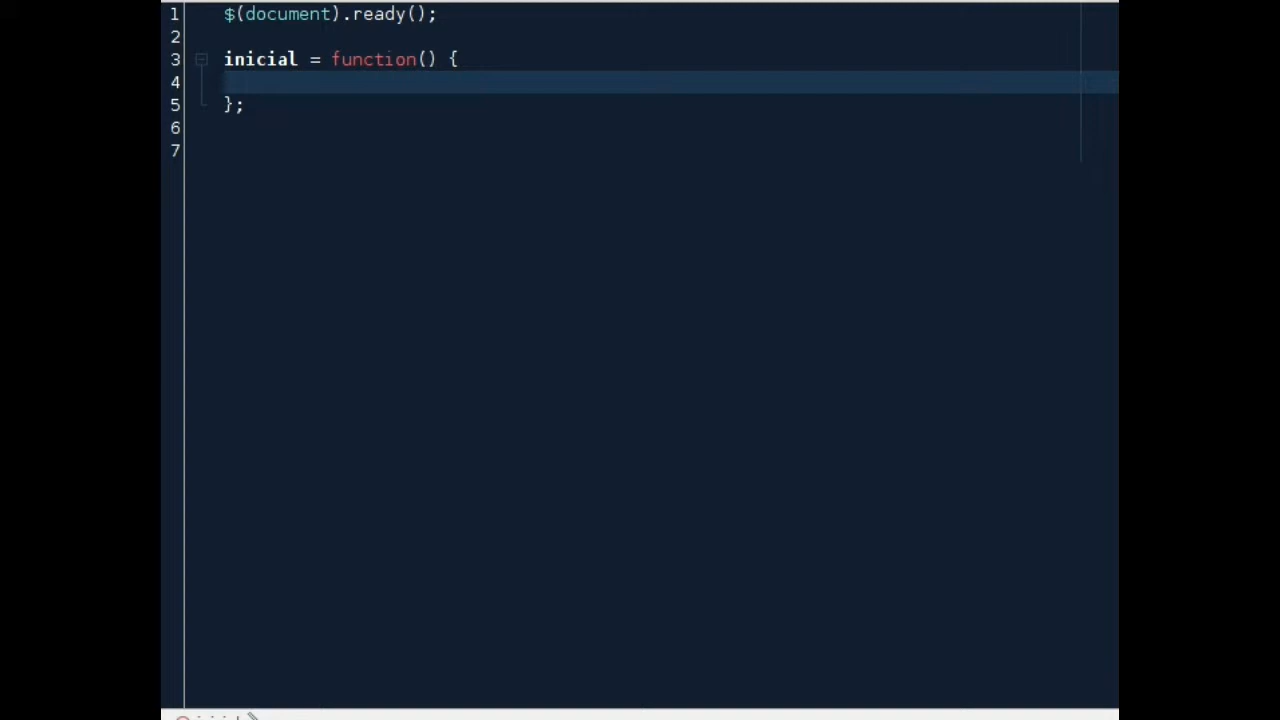 1 $(document).ready();
2
3 inicial = function() {
4
5 };
6
7